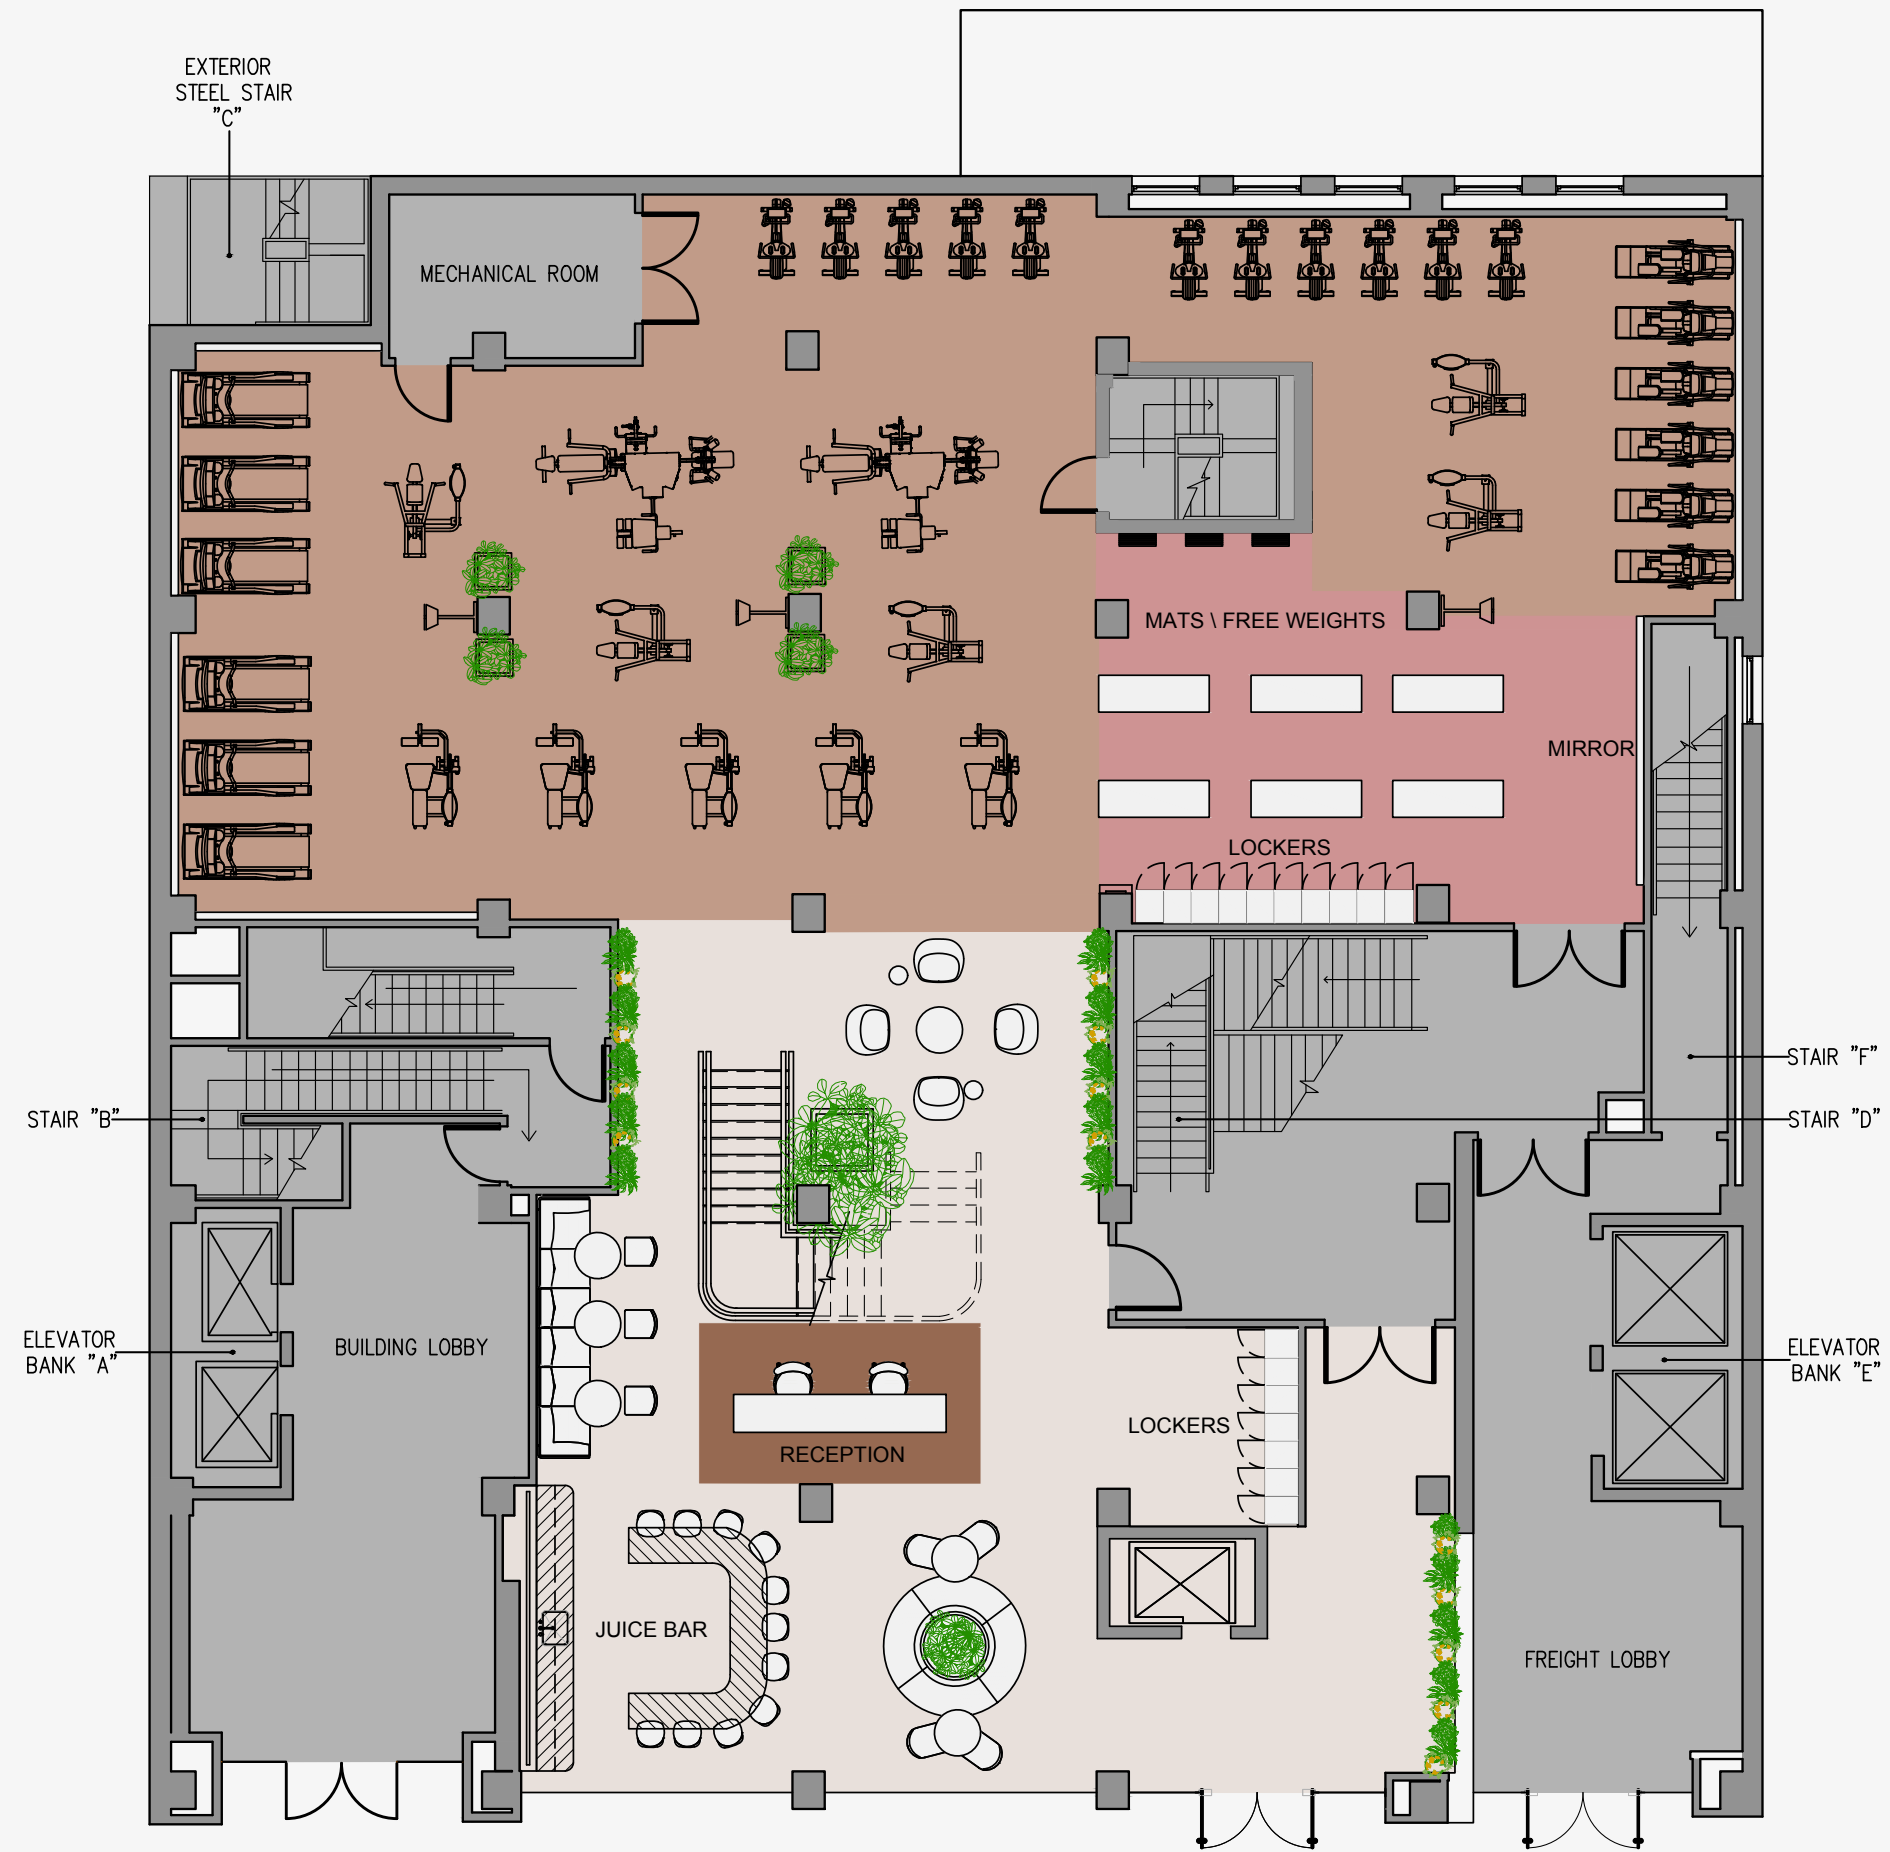 EXTERIOR
STEEL STAIR
"C"
MECHANICAL ROOM
MATS \ FREE WEIGHTS
MIRROR
LOCKERS
STAIR "F"
STAIR "B"
STAIR "D"
ELEVATOR
BANK "A"
BUILDING LOBBY
ELEVATOR
BANK "E"
LOCKERS
RECEPTION
JUICE BAR
FREIGHT LOBBY